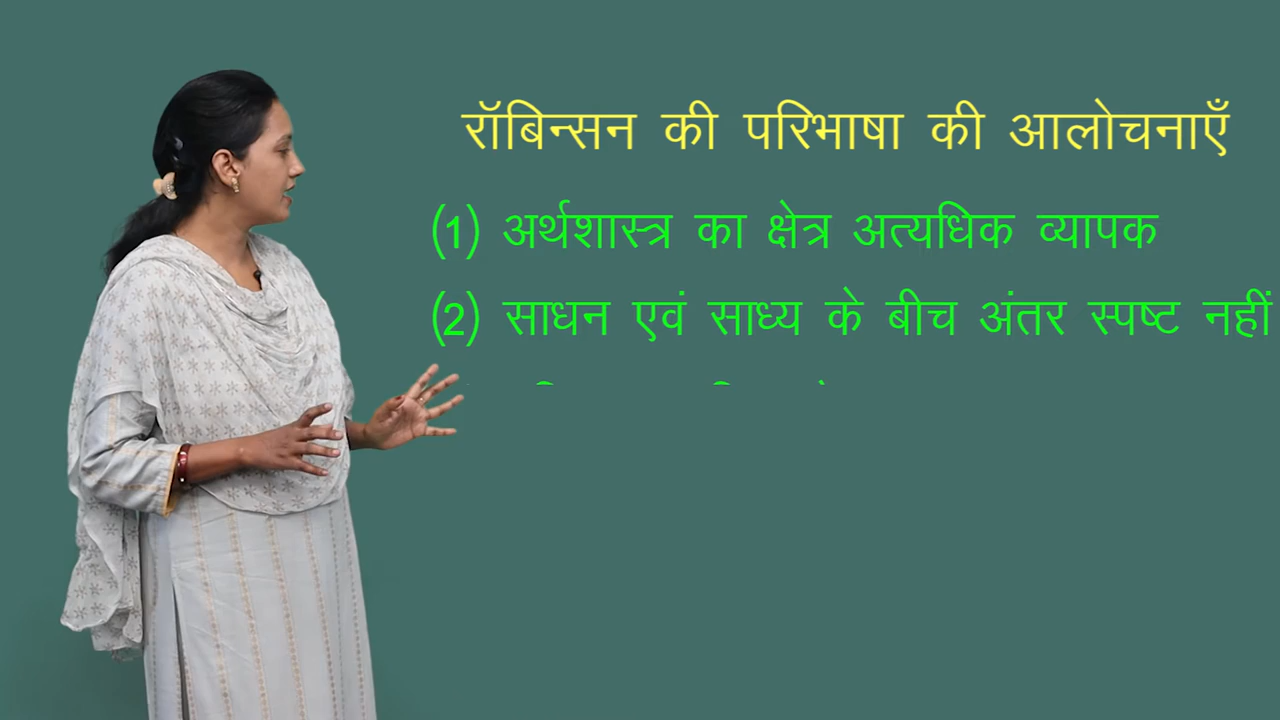 रॉबिन्सन की परिभाषा की आलोचनाएँ
(1) अर्थशास्त्र का क्षेत्र अत्यधिक व्यापक
(2) साधन एवं साध्य के बीच अंतर स्पष्ट नहीं